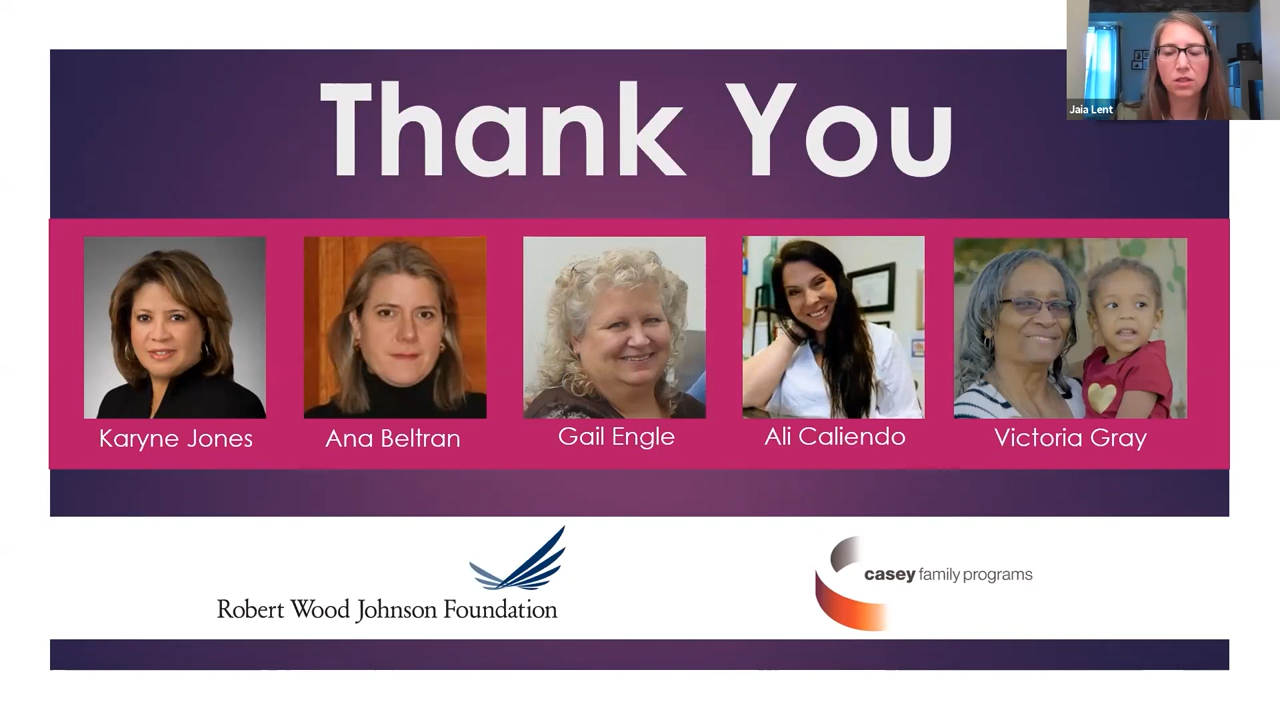 Thank You
Jaia Lent
Karyne Jones
Ana Beltran
Gail Engle
Ali Caliendo
Victoria Gray
Robert Wood Johnson Foundation
casey family programs